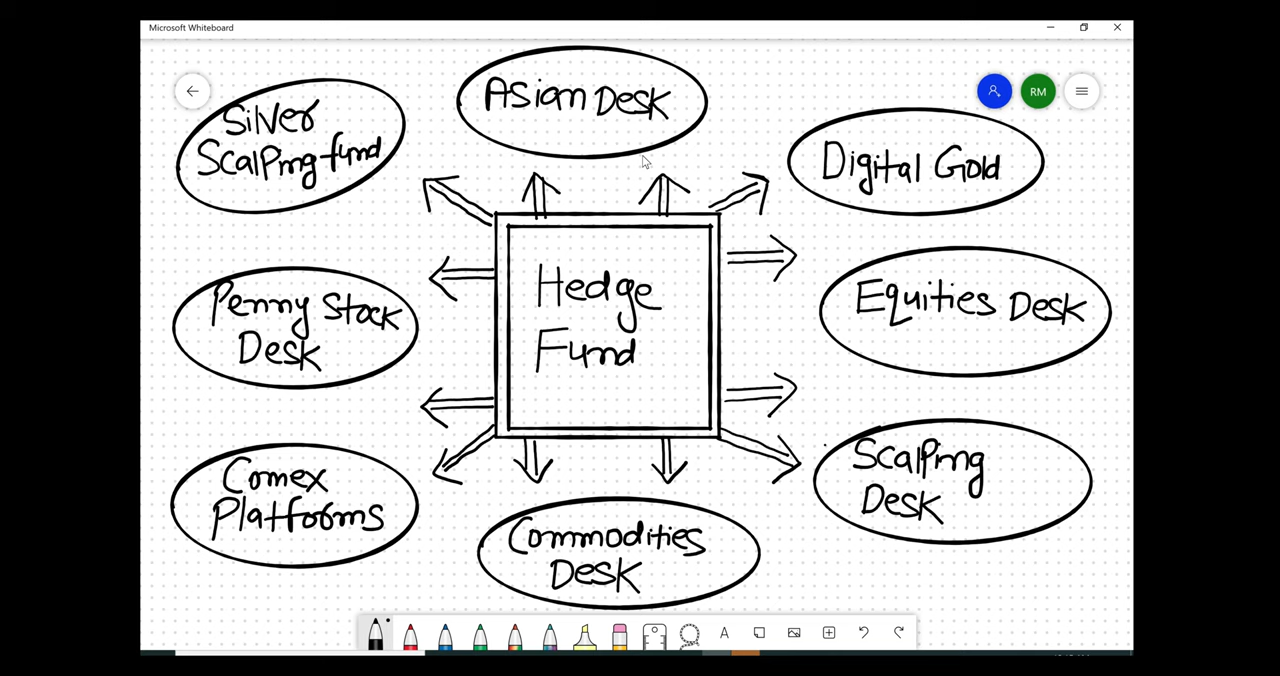 Microsoft Whiteboard
RM
Silver
Scalping fund
Asian Desk
Digital Gold
Penny Stock
Desk
Hedge
Fund
Equities Desk
Comex
Platforms
Commodities
Desk
Scalping
Desk
A